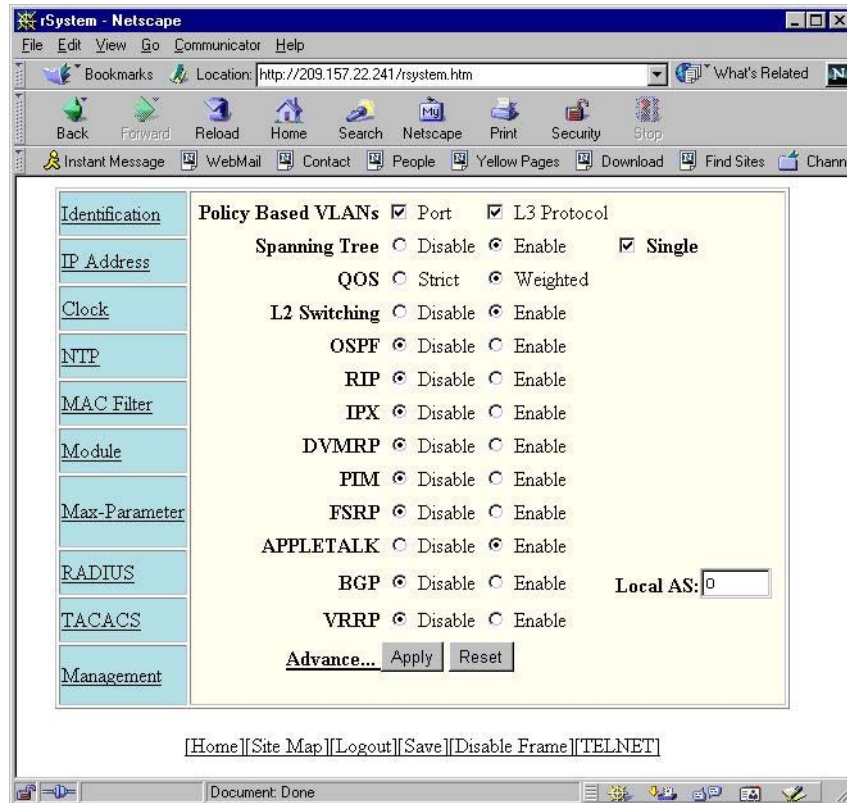 rSystem - Netscape
File Edit View Go Communicator Help
Bookmarks Location: http://209.157.22.241/rsystem.htm What's Related N
Back Forward Reload Home Search Netscape Print Security Stop
My
Instant Message WebMail Contact People Yellow Pages Download Find Sites Chann
Identification
IP Address
Clock
NTP
MAC Filter
Module
Max-Parameter
RADIUS
TACACS
Management
Policy Based VLANs Port L3 Protocol
Spanning Tree Disable Enable Single
QOS Strict Weighted
L2 Switching Disable Enable
OSPF Disable Enable
RIP Disable Enable
IPX Disable Enable
DVMRP Disable Enable
PIM Disable Enable
FSRP Disable Enable
APPLETALK Disable Enable
BGP Disable Enable Local AS: 0
VRRP Disable Enable
Advance... Apply Reset
[Home][Site Map][Logout][Save][Disable Frame][TELNET]
Document: Done